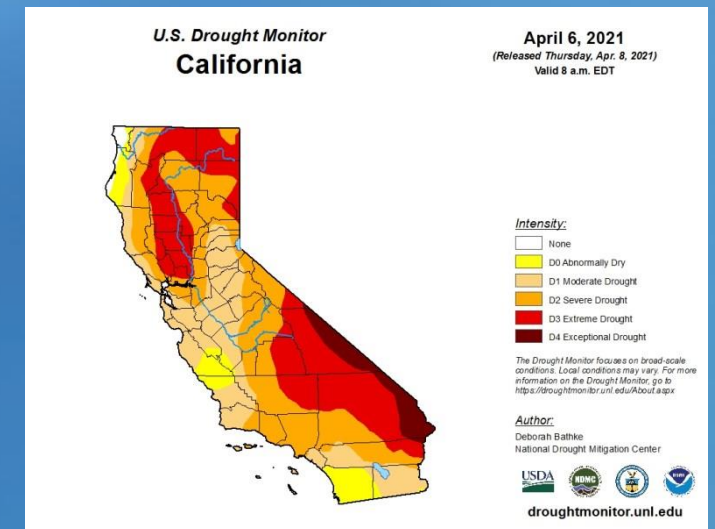 U.S. Drought Monitor
California
April 6, 2021
(Released Thursday, Apr. 8, 2021)
Valid 8 a.m. EDT
Intensity:
None
D0 Abnormally Dry
D1 Moderate Drought
D2 Severe Drought
D3 Extreme Drought
D4 Exceptional Drought
The Drought Monitor focuses on broad-scale
conditions. Local conditions may vary. For more
information on the Drought Monitor, go to
https://droughtmonitor.unl.edu/About.aspx
Author:
Deborah Bathke
National Drought Mitigation Center
USDA
NDMC
droughtmonitor.unl.edu